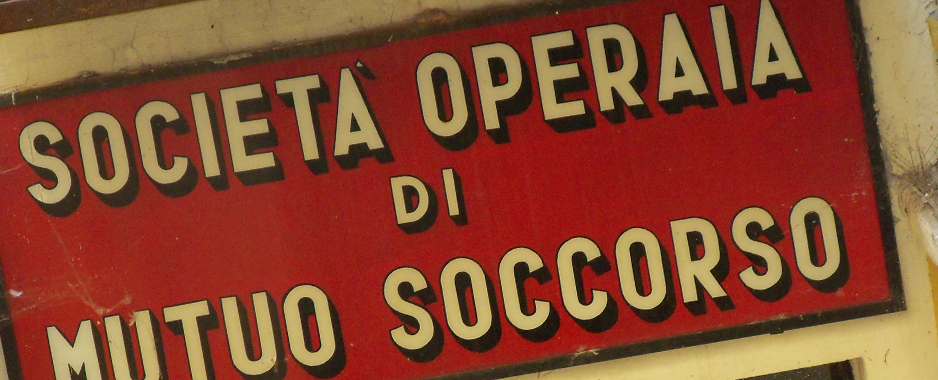 SOCIETÀ OPERAIA
DI
MUTUO SOCCORSO